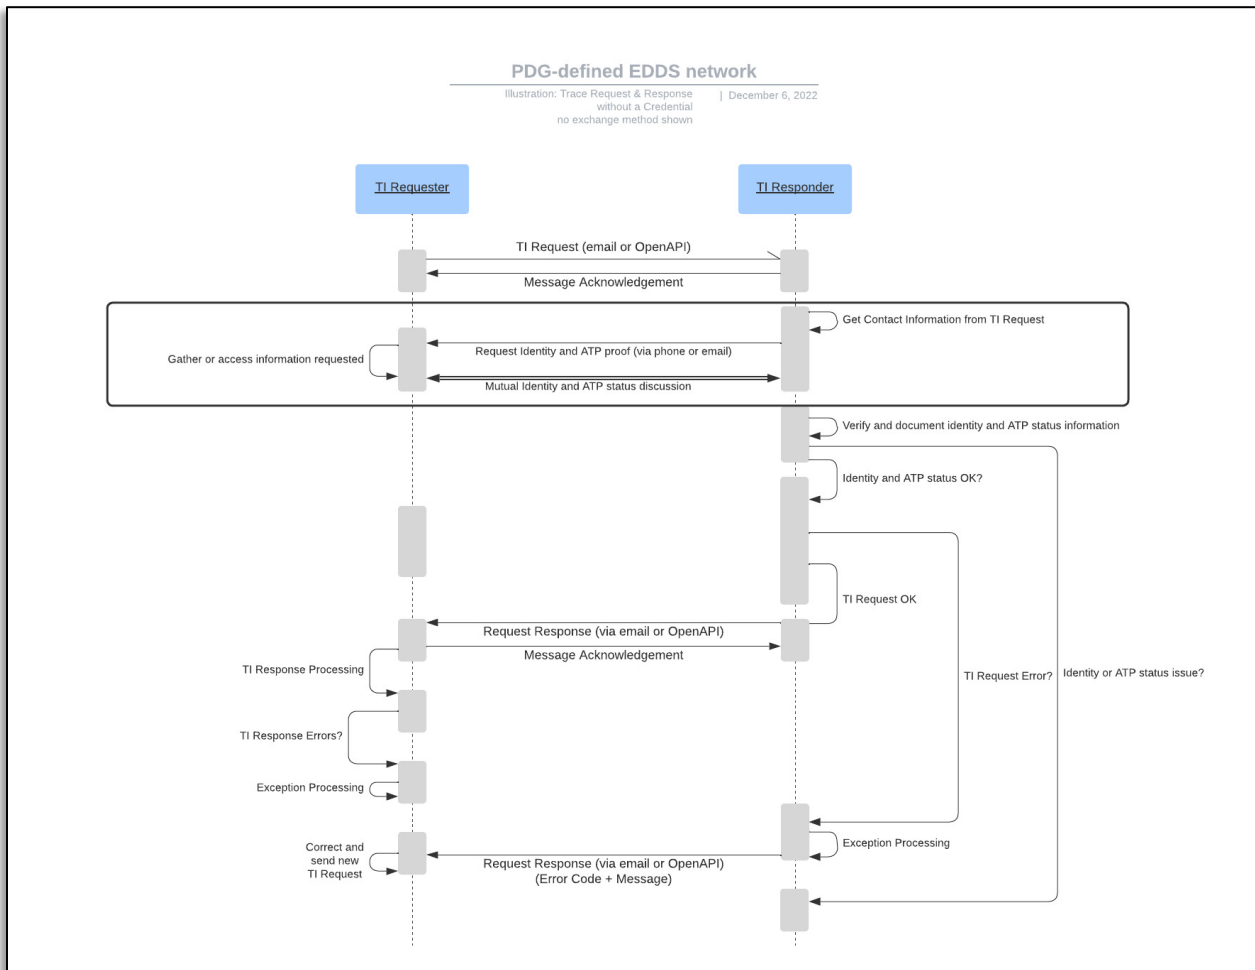 PDG-defined EDDS network
Illustration: Trace Request & Response
without a Credential
no exchange method shown
| December 6, 2022
TI Requester
TI Responder
TI Request (email or OpenAPI)
Message Acknowledgement
Get Contact Information from TI Request
Request Identity and ATP proof (via phone or email)
Gather or access information requested
Mutual Identity and ATP status discussion
Verify and document identity and ATP status information
Identity and ATP status OK?
TI Request OK
Request Response (via email or OpenAPI)
Message Acknowledgement
TI Response Processing
TI Request Error?
Identity or ATP status issue?
TI Response Errors?
Exception Processing
Exception Processing
Correct and
send new
TI Request
Request Response (via email or OpenAPI)
(Error Code + Message)